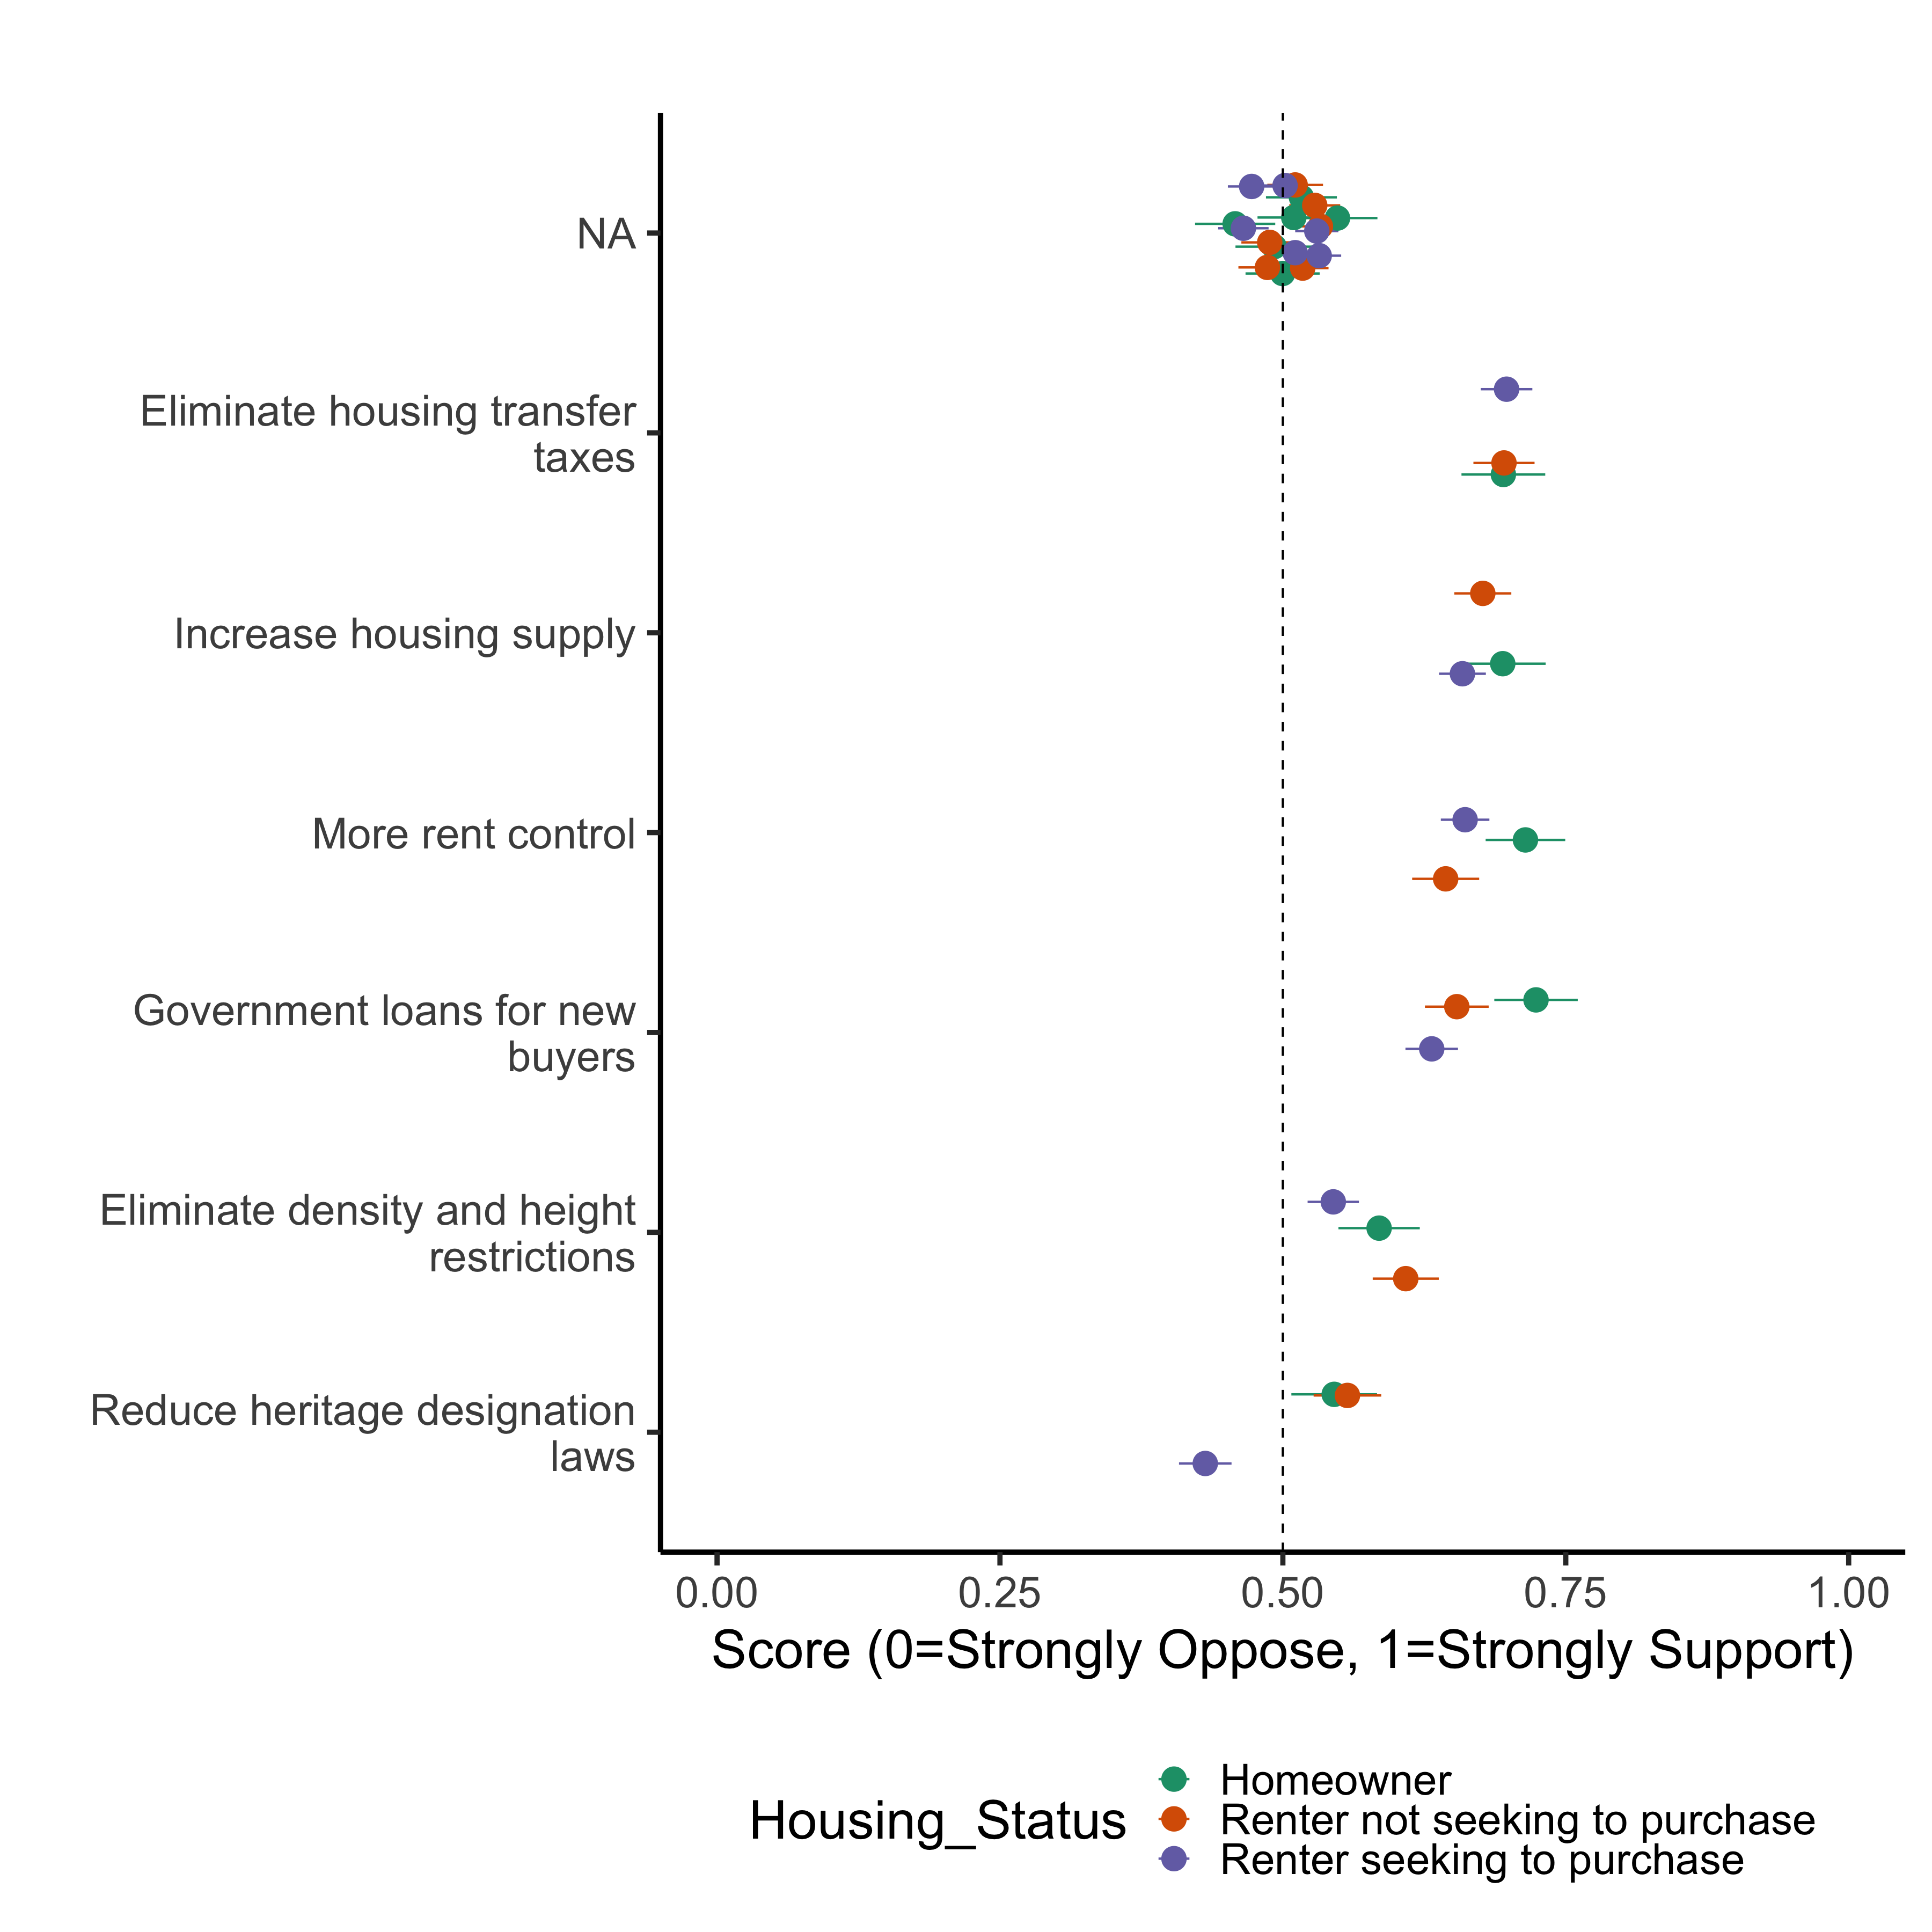 NA
Eliminate housing transfer
taxes
Increase housing supply
More rent control
Government loans for new
buyers
Eliminate density and height
restrictions
Reduce heritage designation
laws
0.00 0.25 0.50 0.75 1.00
Score (0=Strongly Oppose, 1=Strongly Support)
Housing_Status
Homeowner
Renter not seeking to purchase
Renter seeking to purchase